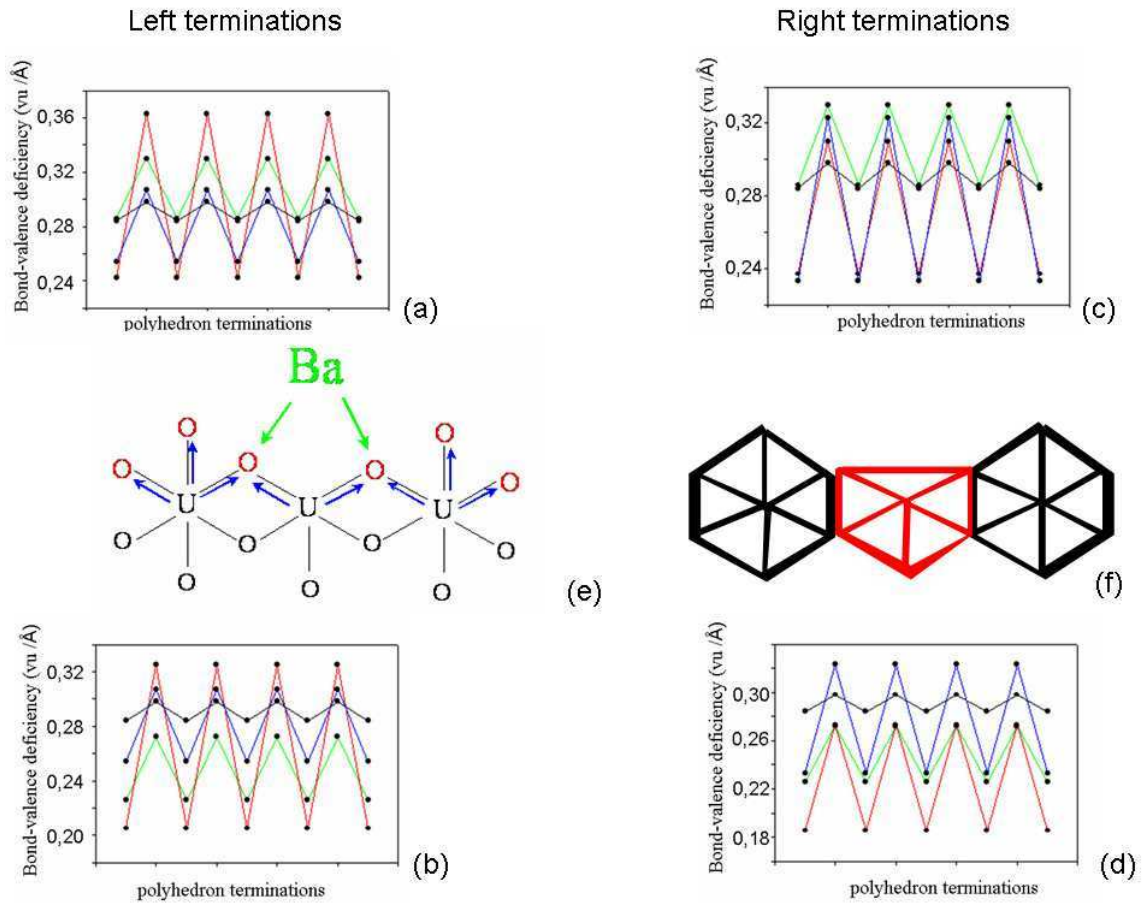 Left terminations
Right terminations
Bond-valence deficiency (vu /Å)
0,36
0,32
0,28
0,24
polyhedron terminations
(a)
Bond-valence deficiency (vu /Å)
0,32
0,28
0,24
polyhedron terminations
(c)
Ba
O O
O O O O
U U U
O O O O
O O O
(e)
(f)
Bond-valence deficiency (vu /Å)
0,32
0,28
0,24
0,20
polyhedron terminations
(b)
Bond-valence deficiency (vu /Å)
0,30
0,26
0,22
0,18
polyhedron terminations
(d)